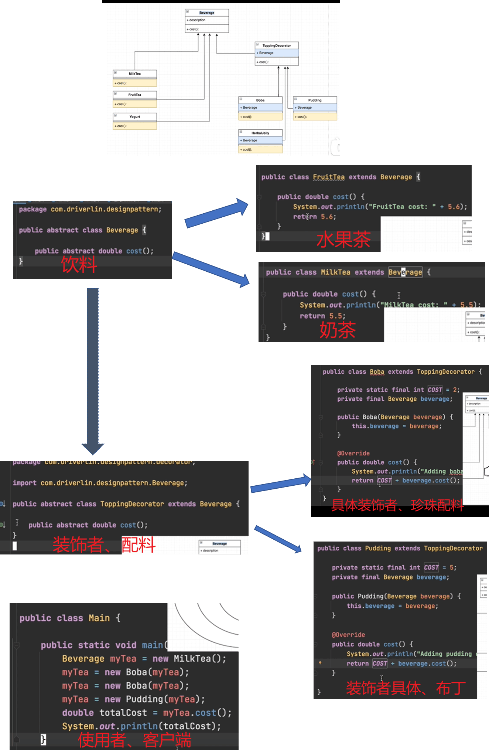 Beverage
+ description
+ cost()
ToppingDecorator
+ Beverage
+ cost()
MilkTea
+ cost()
FruitTea
+ cost()
Yogurt
+ cost()
Boba
+ Beverage
+ cost()
Pudding
+ Beverage
+ cost()
+ Beverage
+ cost()
package com.driverlin.designpattern;
public abstract class Beverage {
public abstract double cost();
}
饮料
public class FruitTea extends Beverage {
public double cost() {
System.out.println("FruitTea cost: " + 5.6);
return 5.6;
}
}
水果茶
public class MilkTea extends Beverage {
public double cost() {
System.out.println("MilkTea cost: " + 5.5);
return 5.5;
}
}
奶茶
public class Boba extends ToppingDecorator {
private static final int COST = 2;
private final Beverage beverage;
public Boba(Beverage beverage) {
this.beverage = beverage;
}
@Override
public double cost() {
System.out.println("Adding boba
return COST + beverage.cost();
}
}
具体装饰者、珍珠配料
package com.driverlin.designpattern.Decorator;
import com.driverlin.designpattern.Beverage;
public abstract class ToppingDecorator extends Beverage {
public abstract double cost();
}
装饰者、配料
Beverage
+ description
public class Pudding extends ToppingDecorator
private static final int COST = 5;
private final Beverage beverage;
public Pudding(Beverage beverage) {
this.beverage = beverage;
}
@Override
public double cost() {
System.out.println("Adding pudding
return COST + beverage.cost();
}
}
装饰者具体、布丁
public class Main {
public static void main(
Beverage myTea = new MilkTea();
myTea = new Boba(myTea);
myTea = new Boba(myTea);
myTea = new Pudding(myTea);
double totalCost = myTea.cost();
System.out.println(totalCost);
}
使用者、客户端